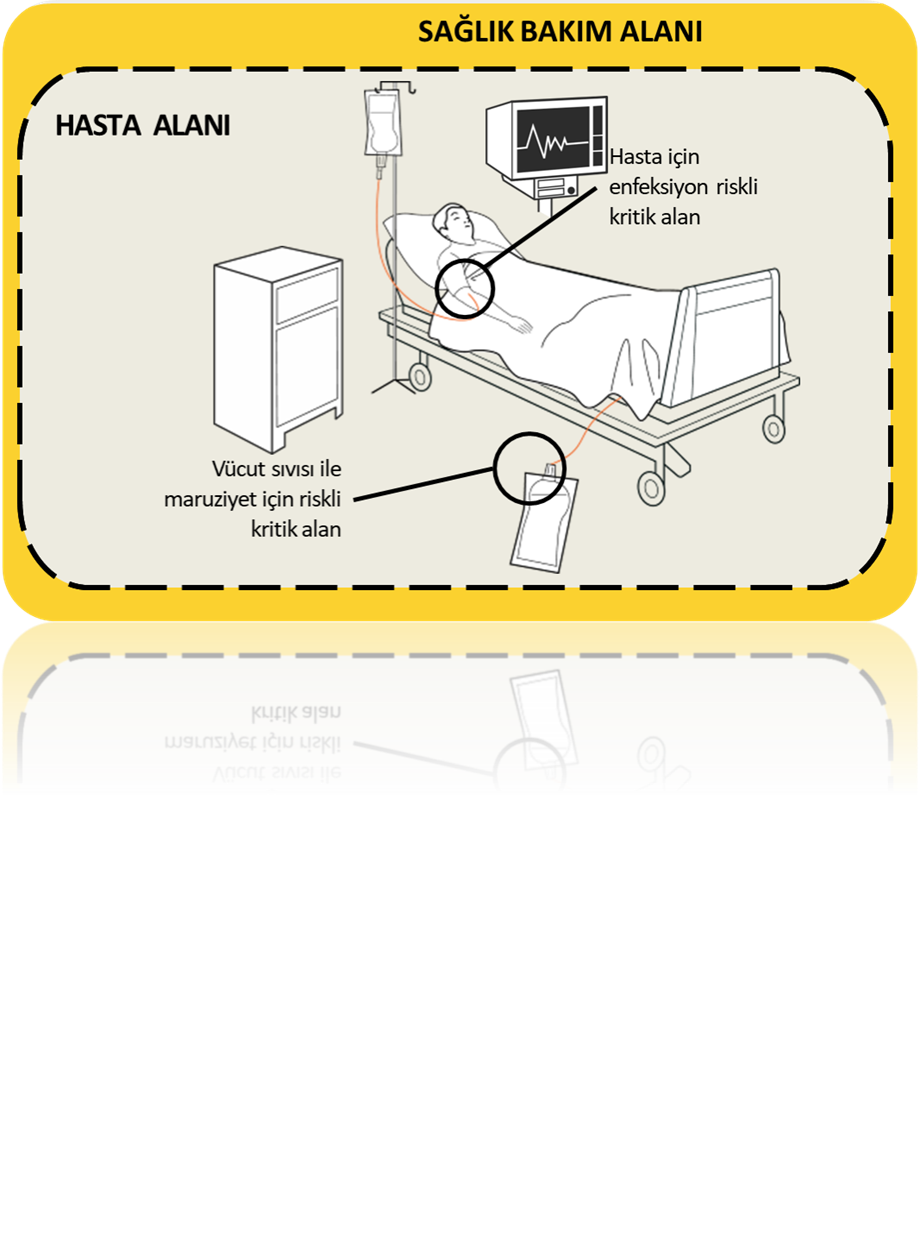 SAĞLIK BAKIM ALANI
HASTA ALANI
Hasta için
enfeksiyon riskli
kritik alan
Vücut sıvısı ile
maruziyet için riskli
kritik alan